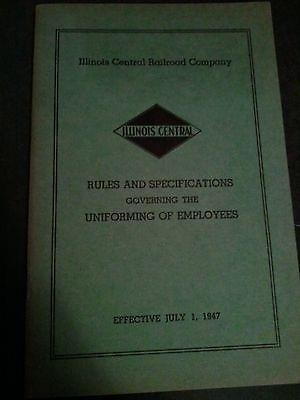 Illinois Central Railroad Company
ILLINOIS CENTRAL
RULES AND SPECIFICATIONS
GOVERNING THE
UNIFORMING OF EMPLOYEES
EFFECTIVE JULY 1, 1947